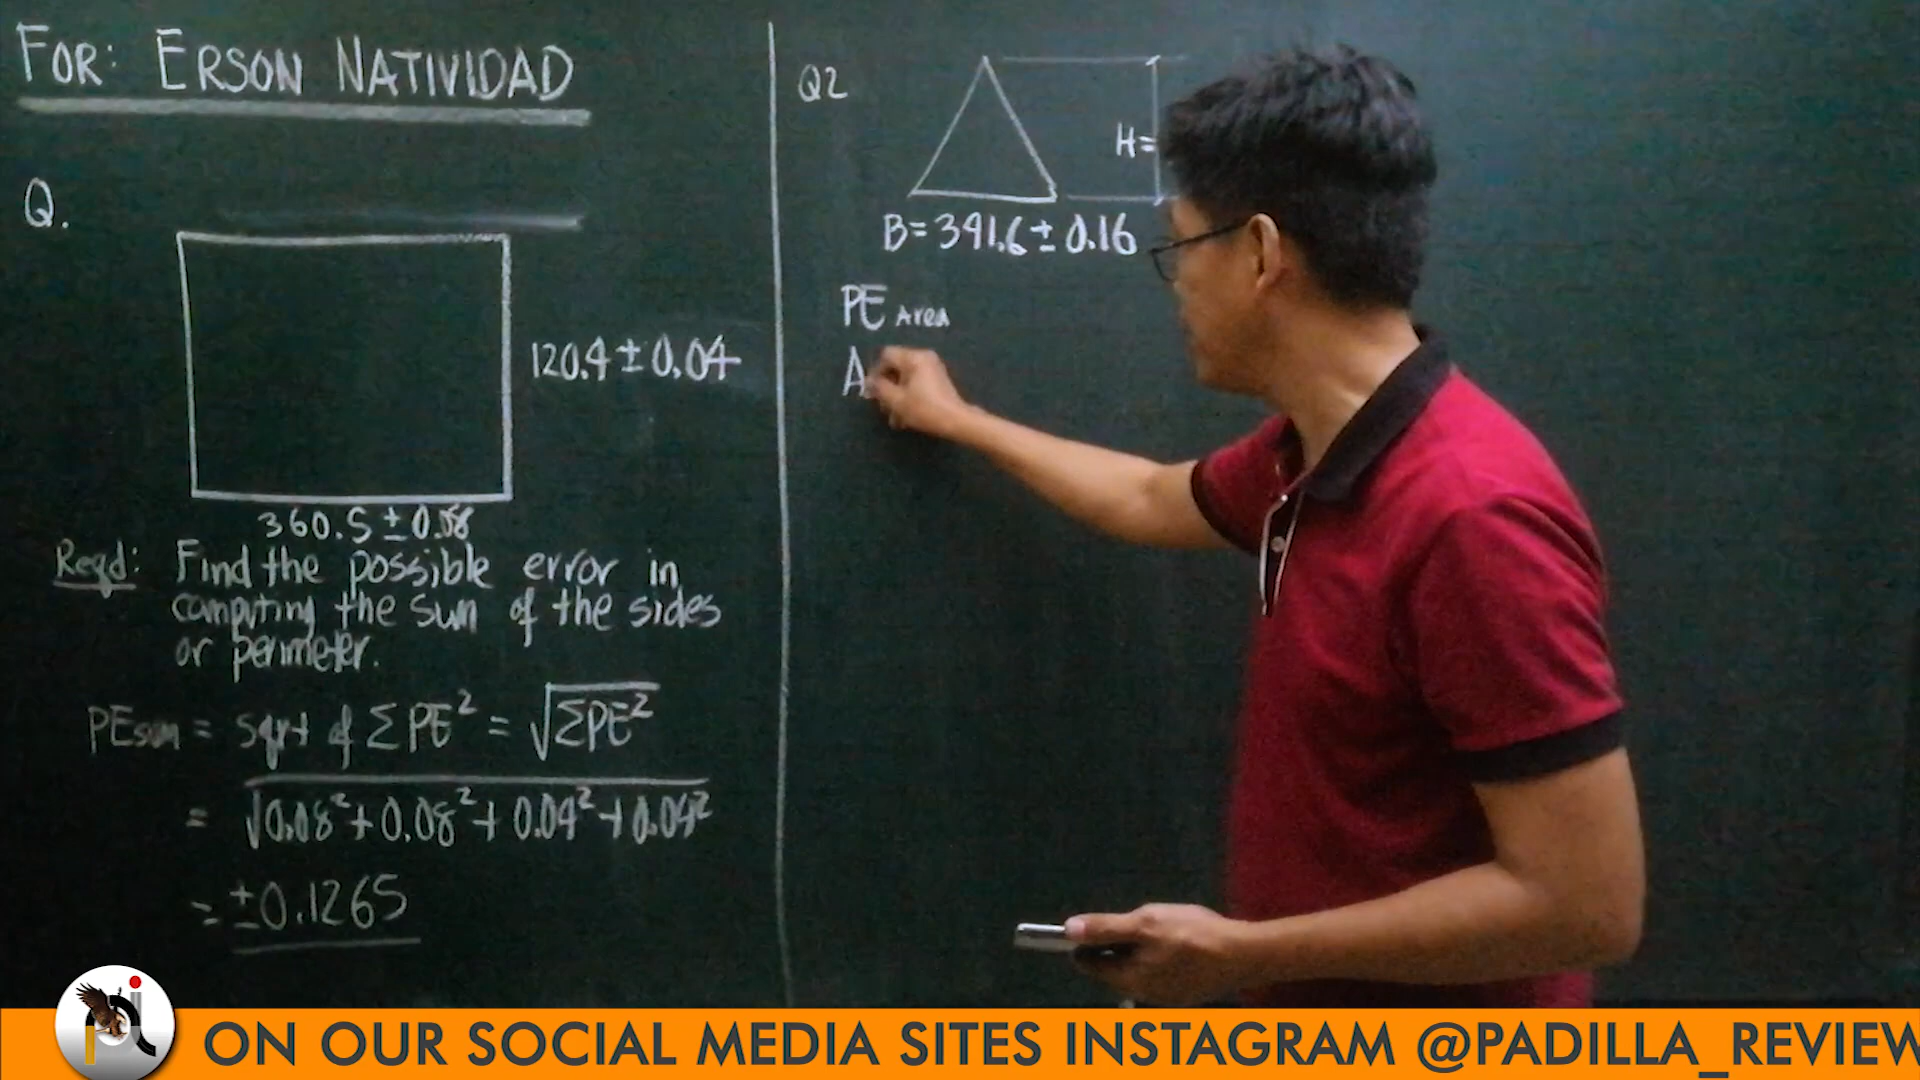 FOR: ERSON NATIVIDAD
Q.
120.4 ± 0.04
360.5 ± 0.08
Reqd: Find the possible error in
computing the sum of the sides
or perimeter.
PEsum = sqrt of ΣPE² = √ΣPE²
= √0.08² + 0.08² + 0.04² + 0.04²
= ±0.1265
Q2
H=
B = 391.6 ± 0.16
PE Area
A
ON OUR SOCIAL MEDIA SITES INSTAGRAM @PADILLA_REVIEW